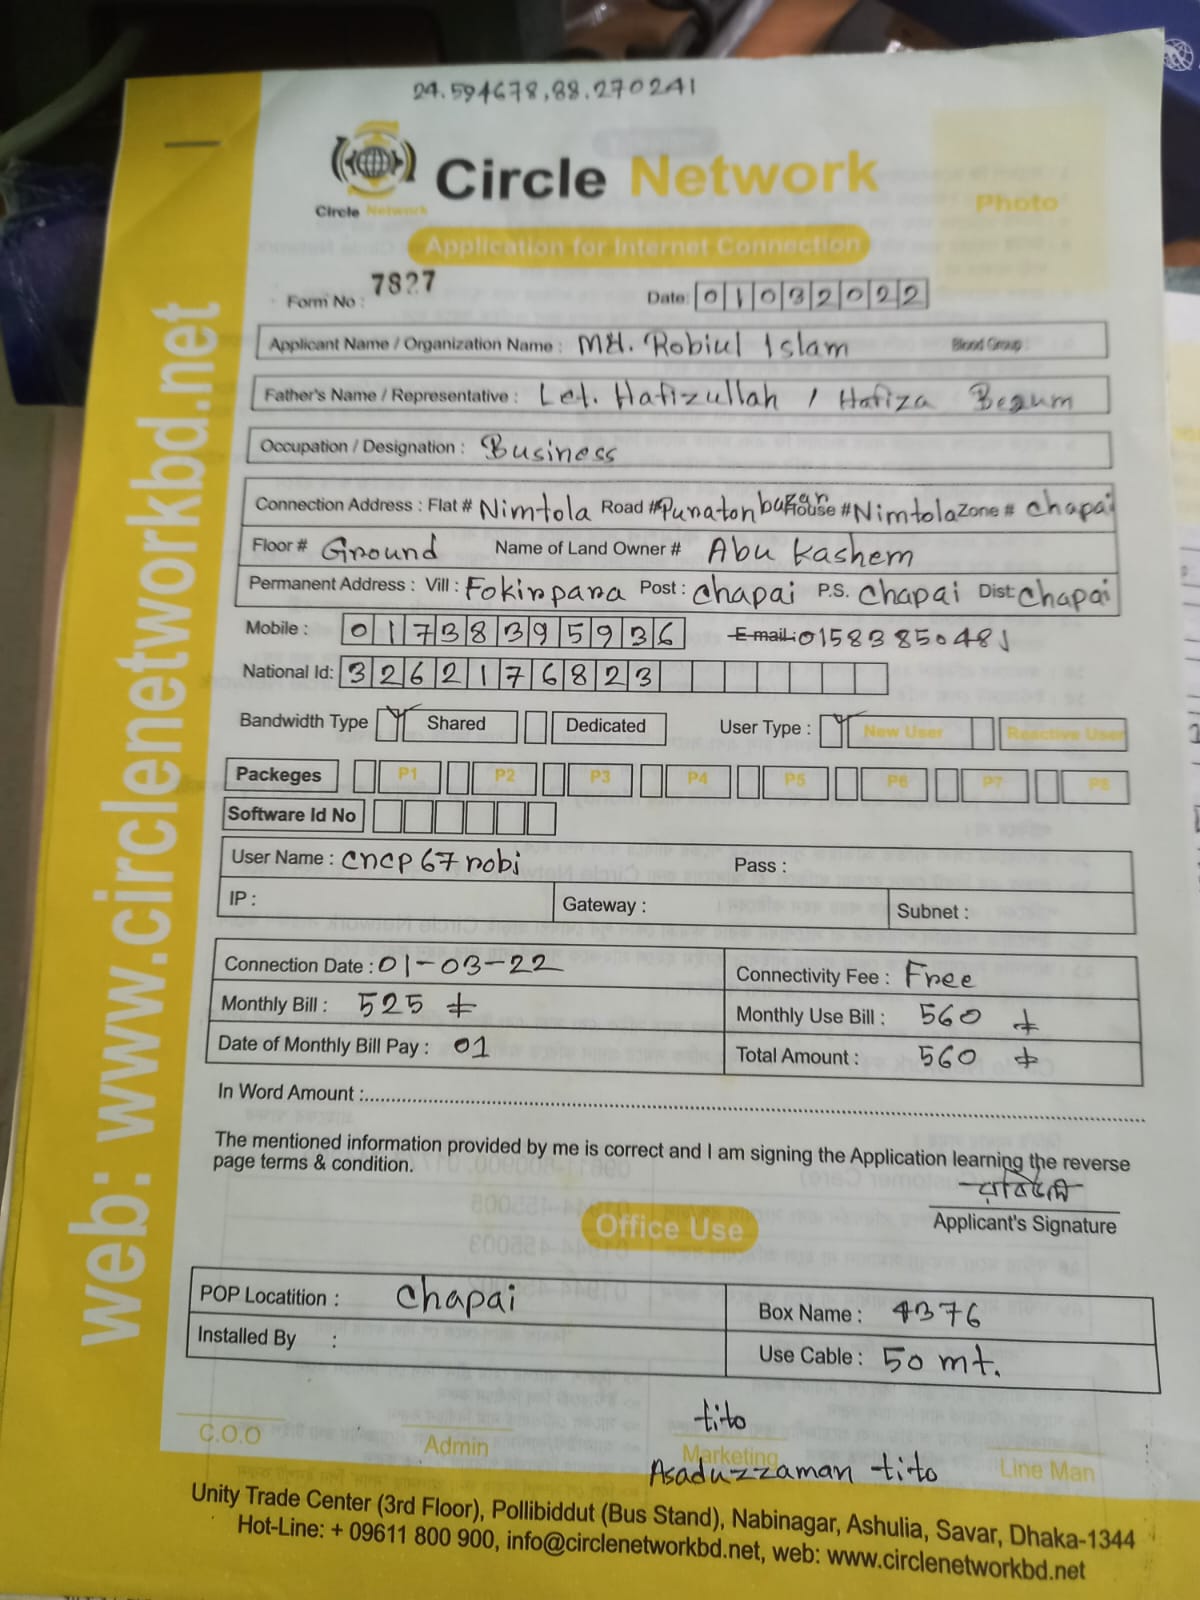 24.594678,88.270241
Circle Network
Circle Network
Photo
Application for Internet Connection
Form No : 7827 Date: 01032022
Applicant Name / Organization Name : Md. Robiul Islam Blood Group :
Father's Name / Representative : Let. Hafizullah / Hafiza Begum
Occupation / Designation : Business
Connection Address : Flat # Nimtola Road # Puratonbazar House # Nimtola Zone # Chapai
Floor # Ground Name of Land Owner # Abu Kashem
Permanent Address : Vill : Fokirpara Post : Chapai P.S. Chapai Dist: Chapai
Mobile : 01738395936 E-mail: 01583850481
National Id: 3262176823
Bandwidth Type Shared Dedicated User Type : New User Reactive User
Packeges P1 P2 P3 P4 P5 P6 P7 P8
Software Id No
User Name : cncp67robi Pass :
IP : Gateway : Subnet :
Connection Date : 01-03-22 Connectivity Fee : Free
Monthly Bill : 525 Monthly Use Bill : 560
Date of Monthly Bill Pay : 01 Total Amount : 560
In Word Amount :
The mentioned information provided by me is correct and I am signing the Application learning the reverse
page terms & condition.
Applicant's Signature
Office Use
POP Locatition : Chapai Box Name : 4376
Installed By : Use Cable : 50 mt.
tito
C.O.O Admin Marketing Line Man
Asaduzzaman tito
Unity Trade Center (3rd Floor), Pollibiddut (Bus Stand), Nabinagar, Ashulia, Savar, Dhaka-1344
Hot-Line: + 09611 800 900, info@circlenetworkbd.net, web: www.circlenetworkbd.net
web: www.circlenetworkbd.net